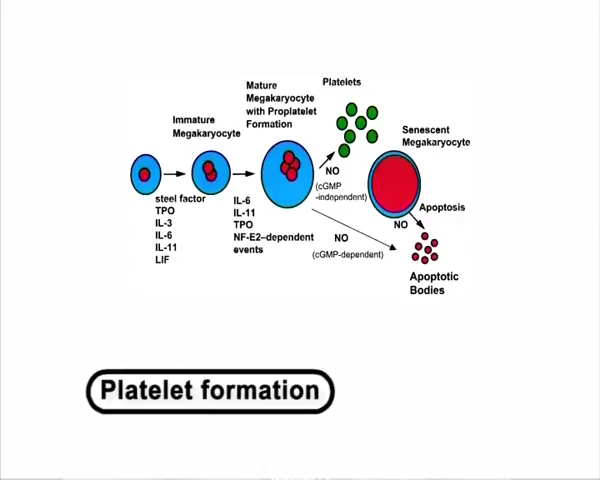 Platelets
Mature
Megakaryocyte
with Proplatelet
Formation
Immature
Megakaryocyte
Senescent
Megakaryocyte
NO
(cGMP
-independent)
steel factor
TPO
IL-3
IL-6
IL-11
LIF
IL-6
IL-11
TPO
NF-E2–dependent
events
NO
(cGMP-dependent)
Apoptosis
NO
Apoptotic
Bodies
Platelet formation